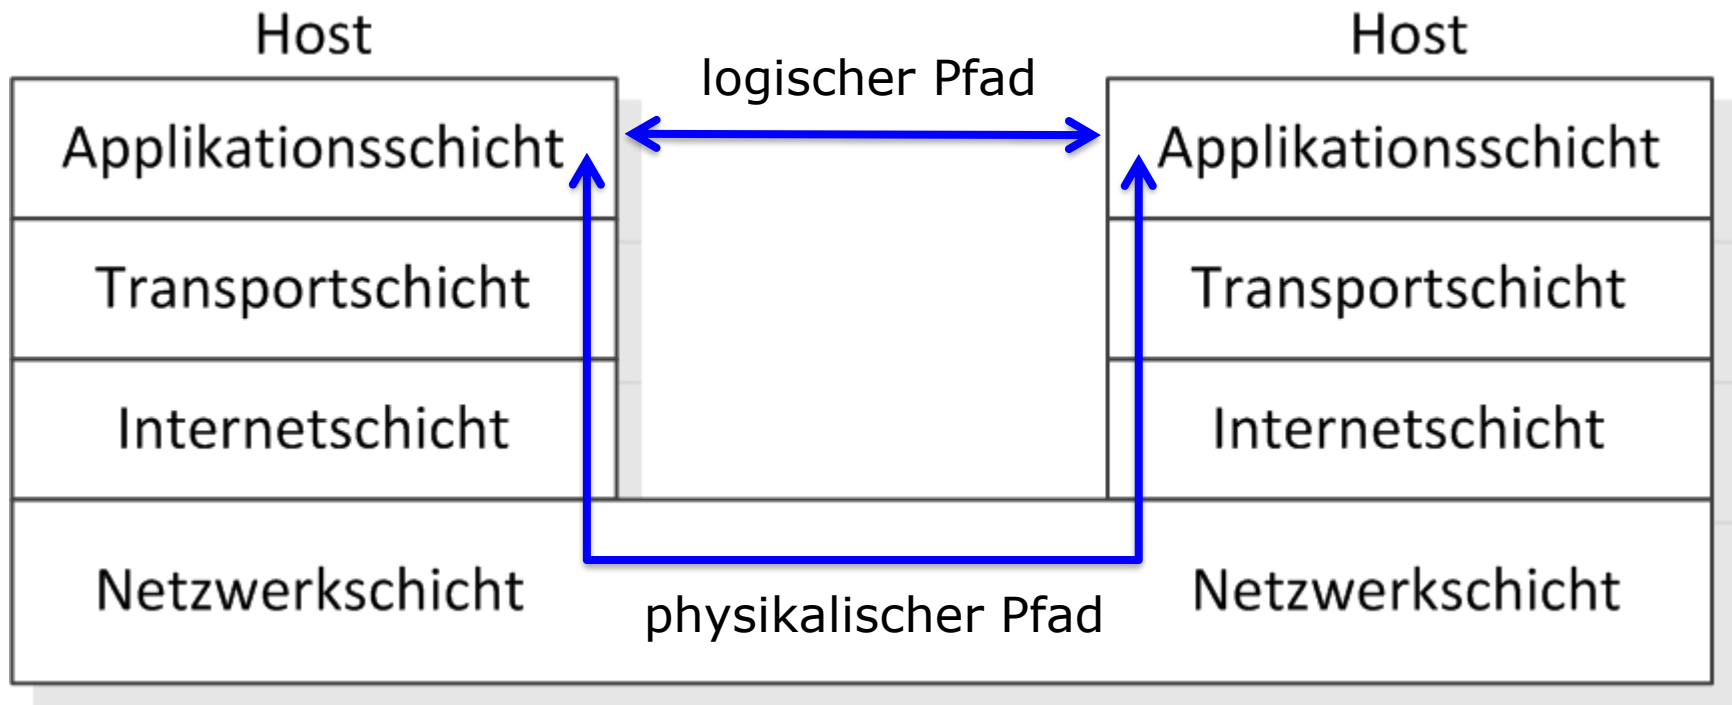 Host
Host
logischer Pfad
Applikationsschicht
Applikationsschicht
Transportschicht
Transportschicht
Internetschicht
Internetschicht
Netzwerkschicht
Netzwerkschicht
physikalischer Pfad